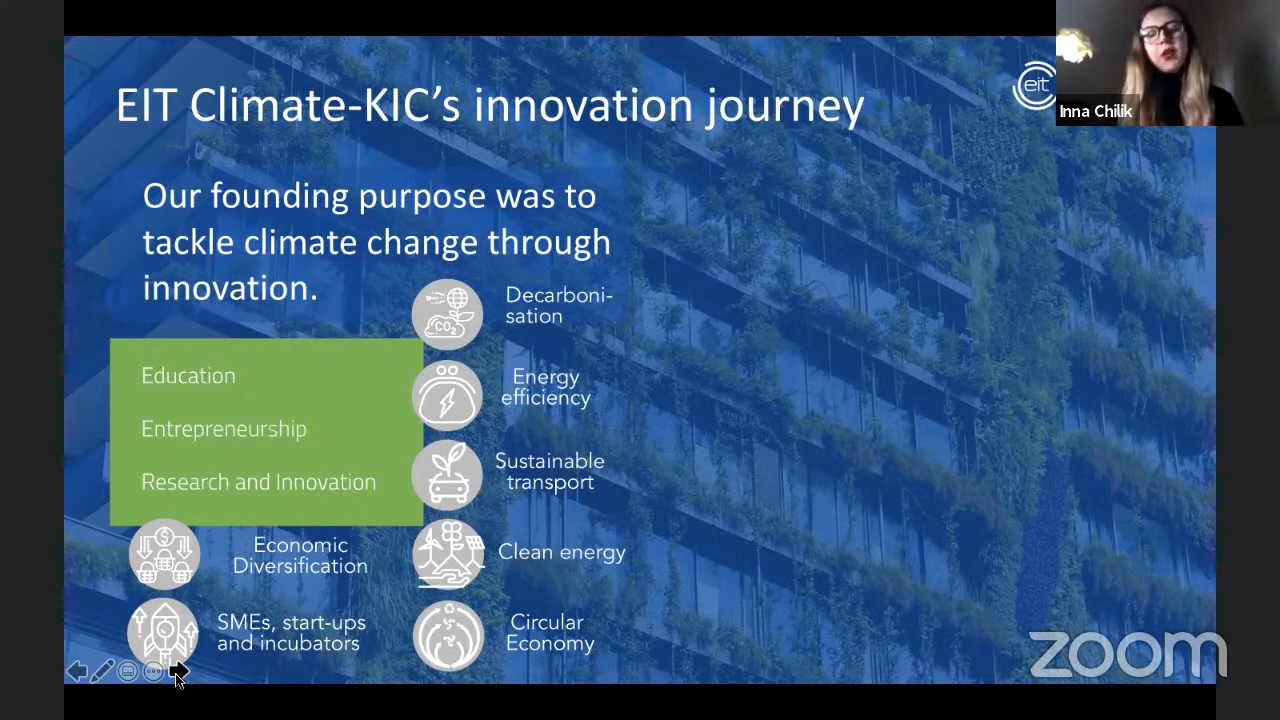 EIT Climate-KIC’s innovation journey
eit
Inna Chilik
Our founding purpose was to
tackle climate change through
innovation.
Education
Entrepreneurship
Research and Innovation
CO2
Decarboni-
sation
Energy
efficiency
Sustainable
transport
$
Economic
Diversification
Clean energy
SMEs, start-ups
and incubators
Circular
Economy
zoom